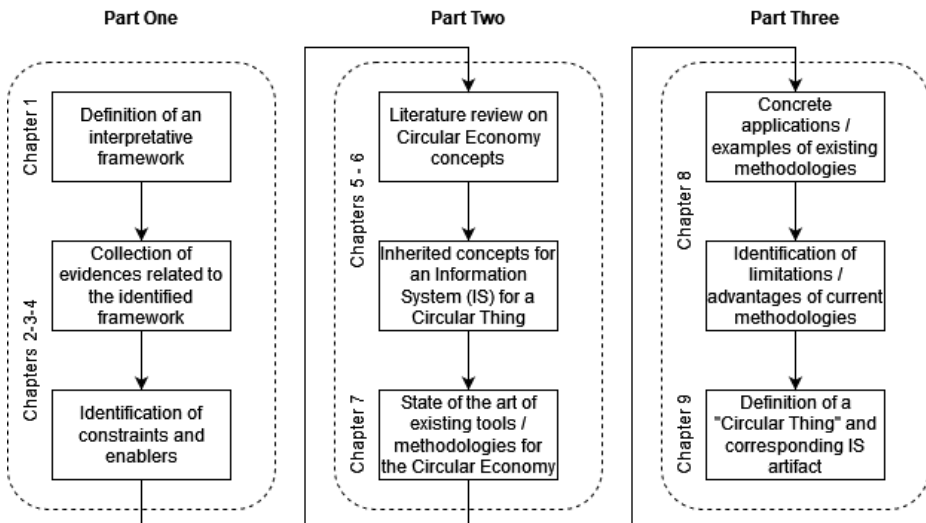 Part One
Chapter 1
Definition of an
interpretative
framework
Chapters 2-3-4
Collection of
evidences related to
the identified
framework
Identification of
constraints and
enablers
Part Two
Chapters 5 - 6
Literature review on
Circular Economy
concepts
Inherited concepts for
an Information
System (IS) for a
Circular Thing
Chapter 7
State of the art of
existing tools /
methodologies for
the Circular Economy
Part Three
Chapter 8
Concrete
applications /
examples of existing
methodologies
Identification of
limitations /
advantages of current
methodologies
Chapter 9
Definition of a
"Circular Thing" and
corresponding IS
artifact